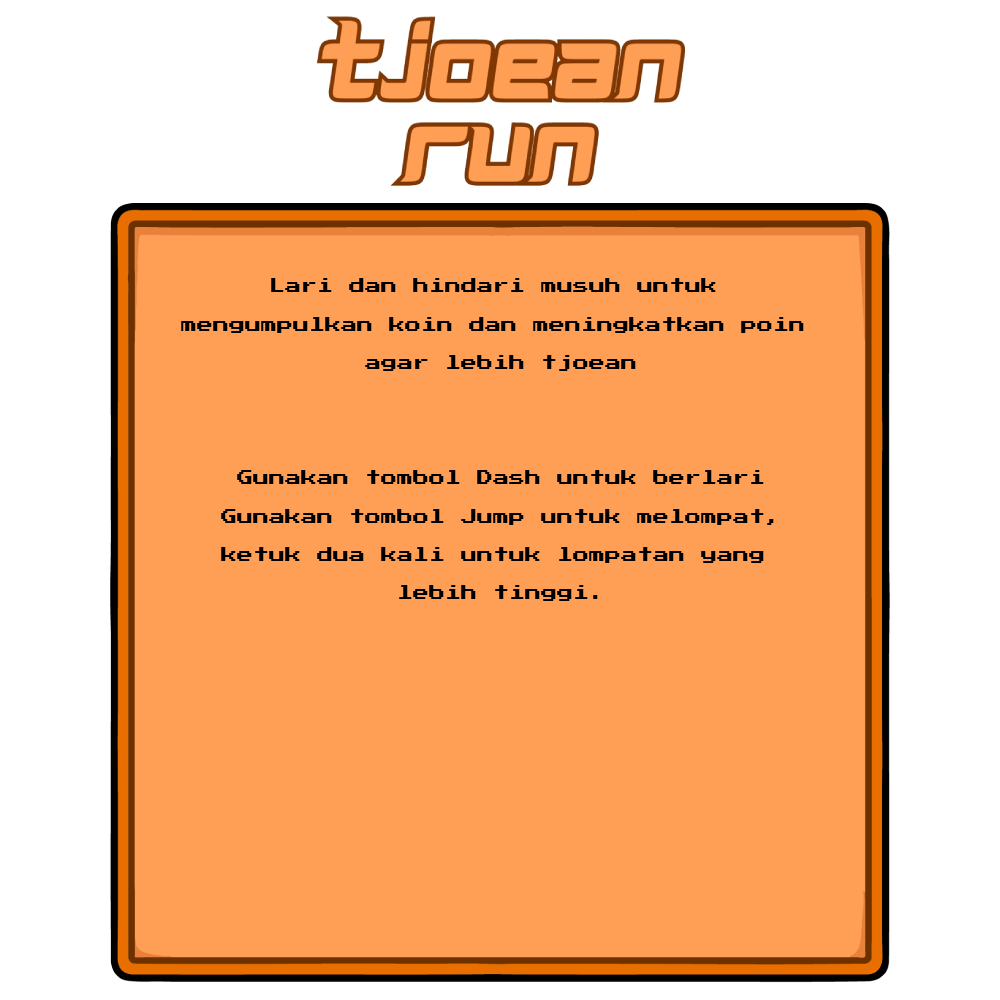 tjoean
run
Lari dan hindari musuh untuk
mengumpulkan koin dan meningkatkan poin
agar lebih tjoean
Gunakan tombol Dash untuk berlari
Gunakan tombol Jump untuk melompat,
ketuk dua kali untuk lompatan yang
lebih tinggi.